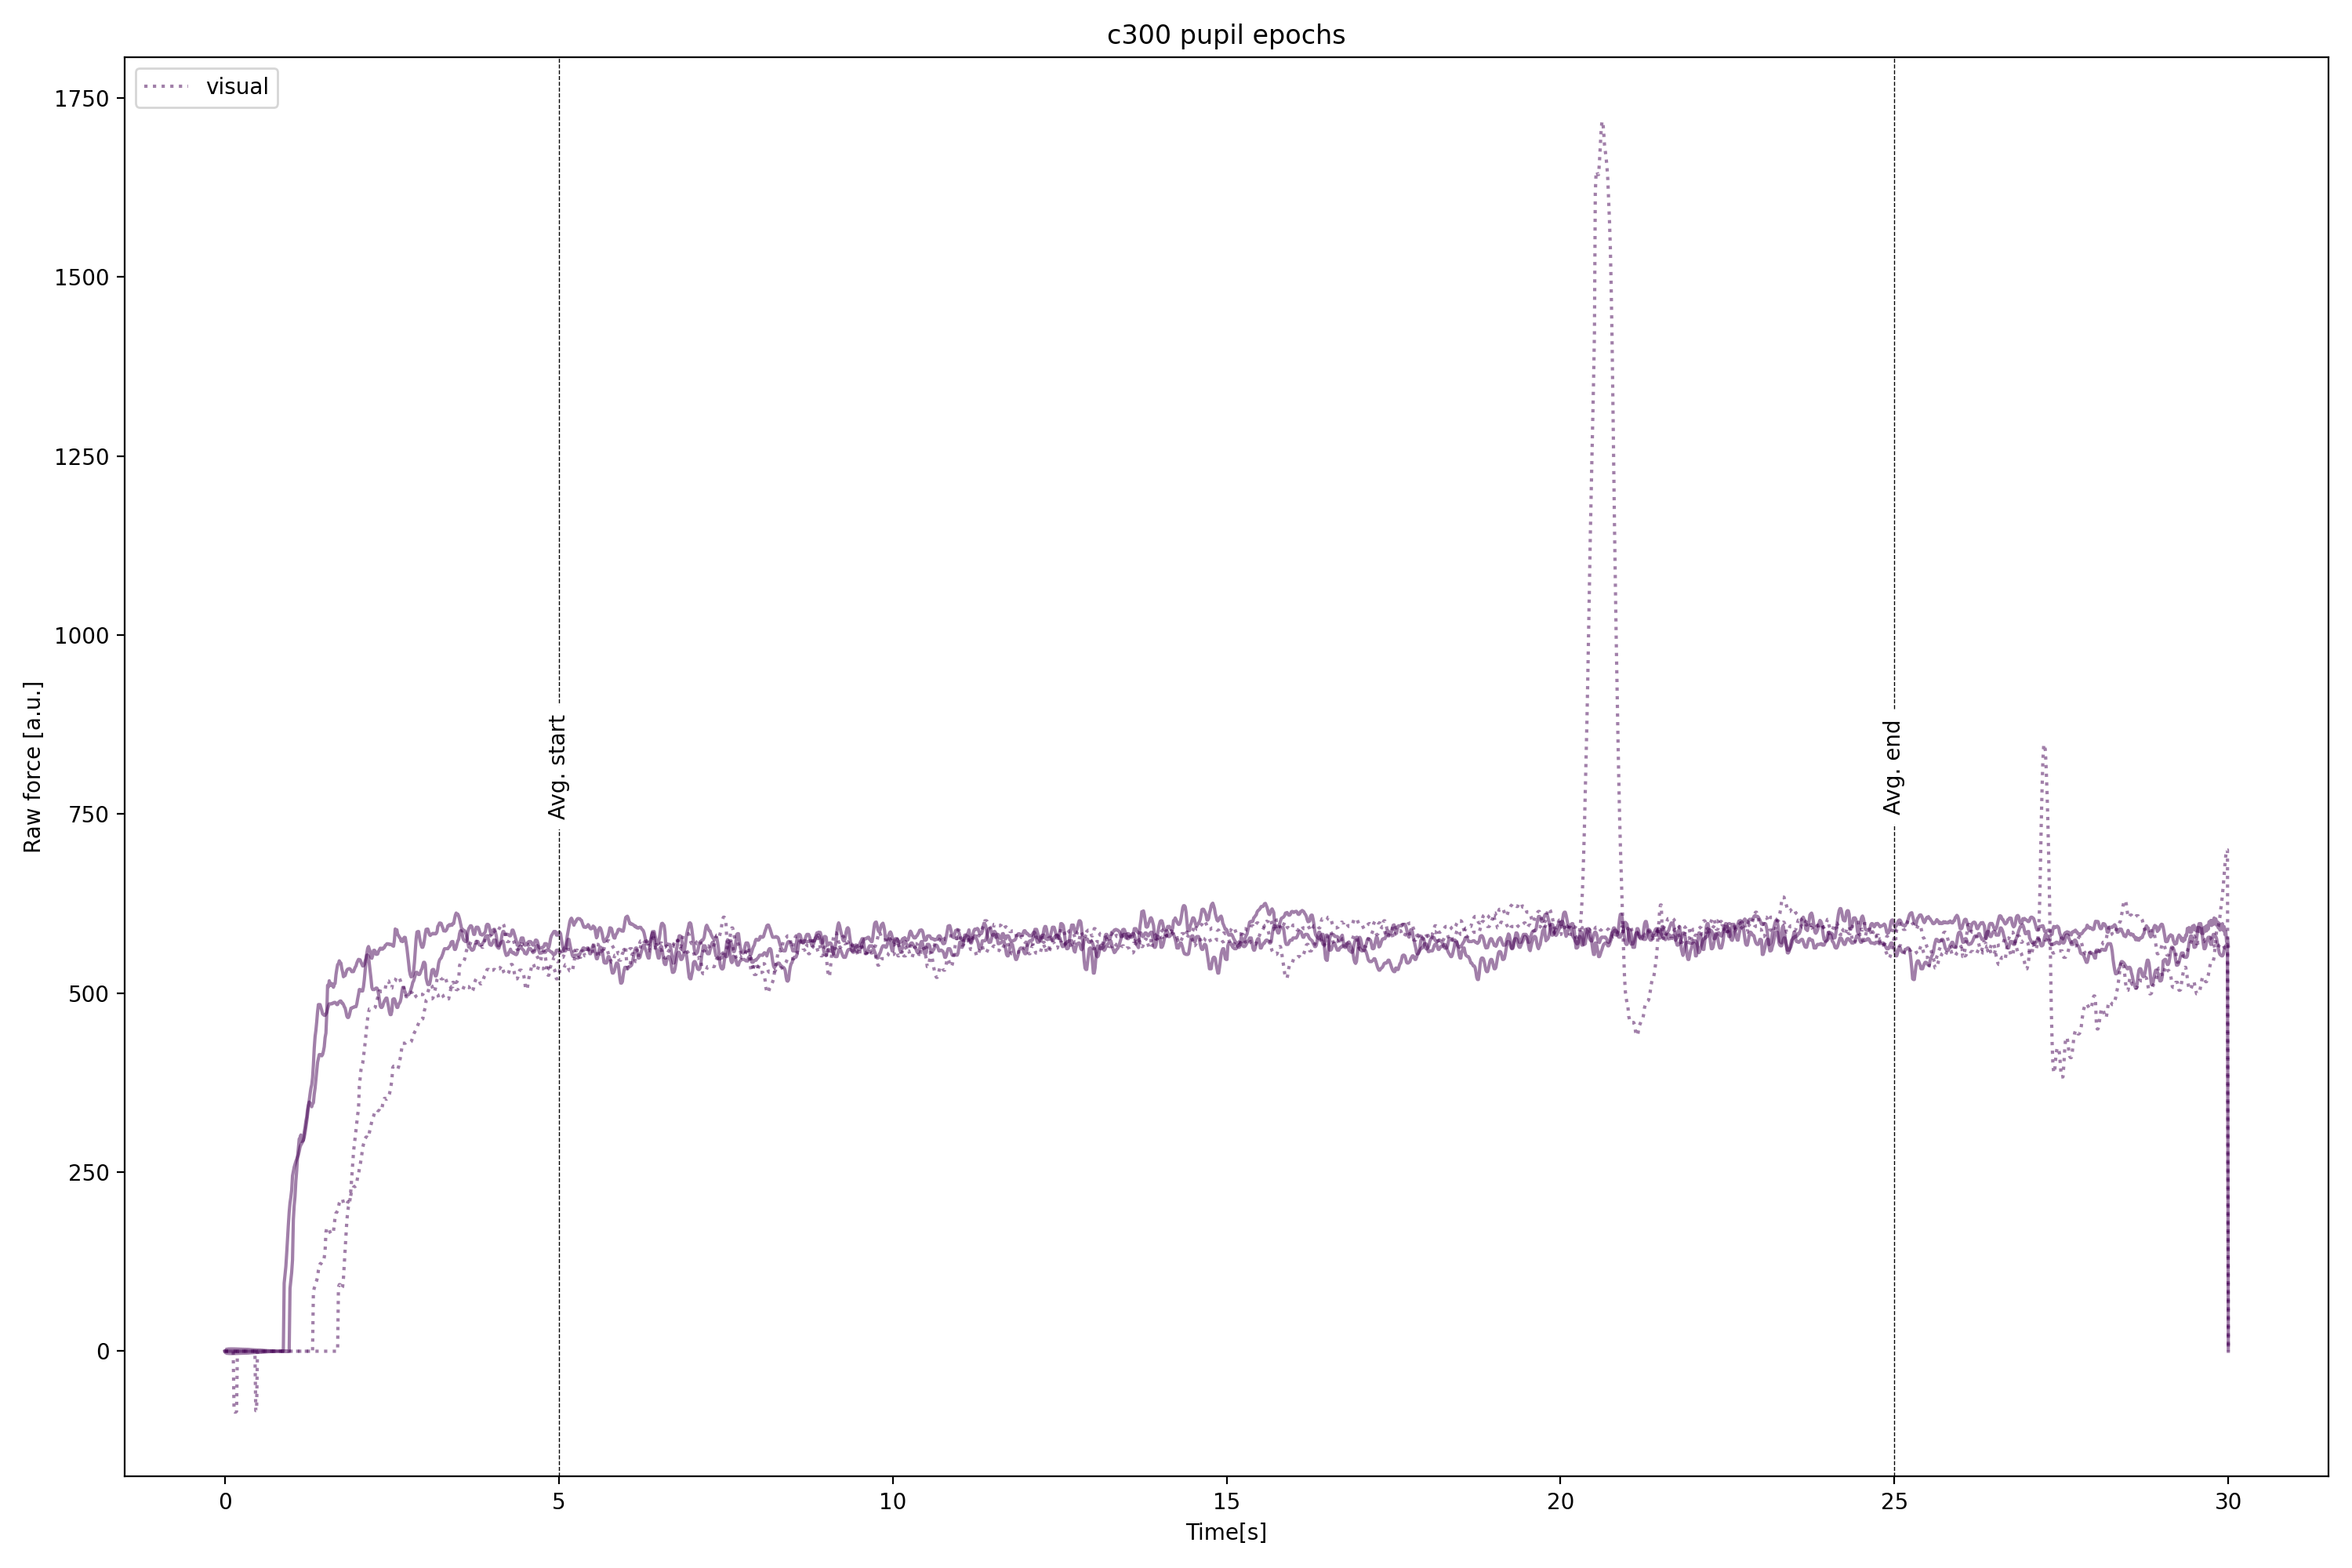 c300 pupil epochs
visual
1750
1500
1250
1000
750
500
250
0
Raw force [a.u.]
Avg. start
Avg. end
0 5 10 15 20 25 30
Time[s]